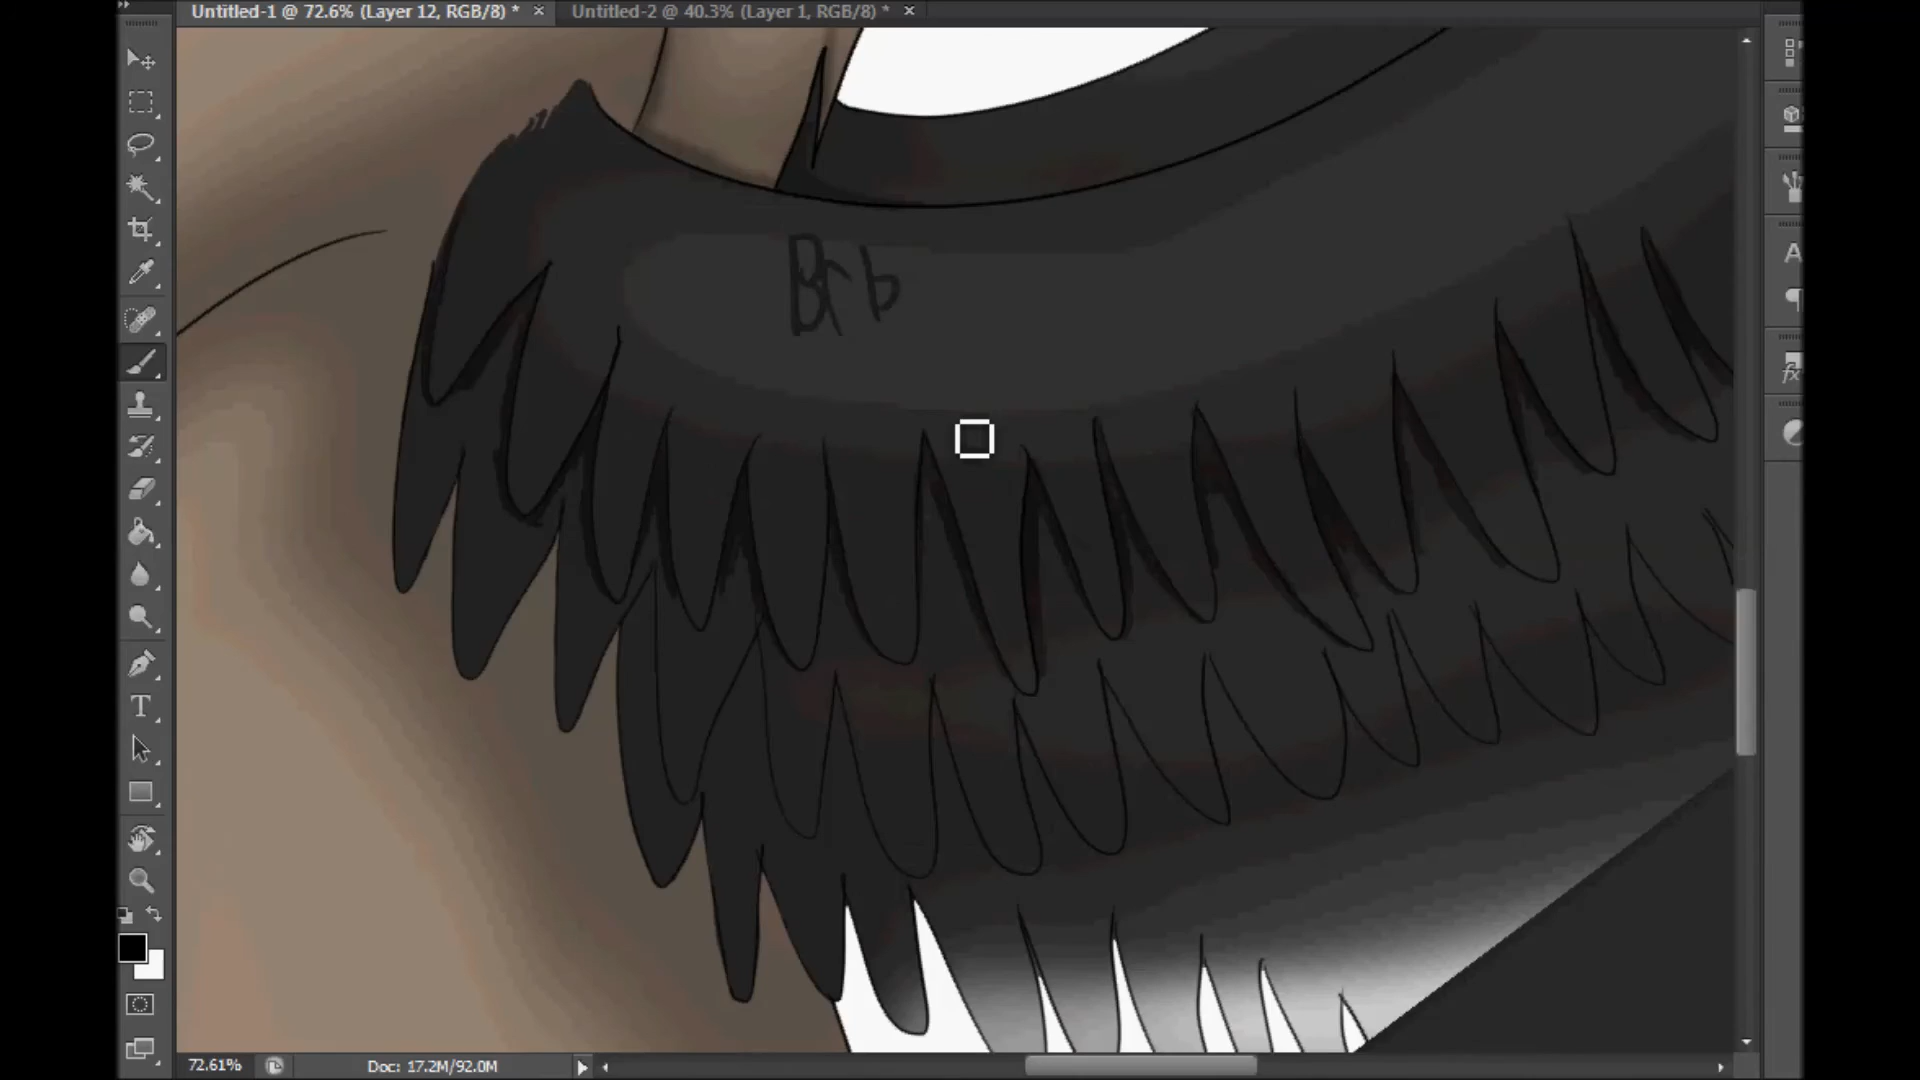 Untitled-1 @ 72.6% (Layer 12, RGB/8) * × Untitled-2 @ 40.3% (Layer 1, RGB/8) * ×
Brb
72.61% Doc: 17.2M/92.0M